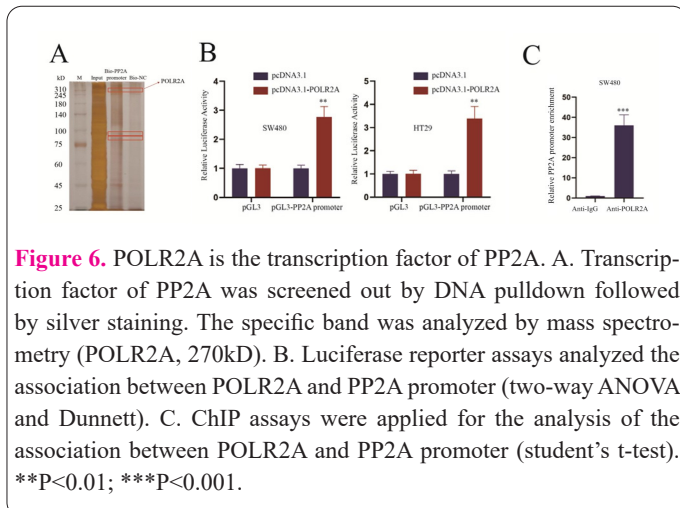 A
kD M Input Bio-PP2A promoter Bio-NC
POLR2A
310
245
180
140
100
75
60
45
25
B
pcDNA3.1
pcDNA3.1-POLR2A
Relative Luciferase Activity
4
3
2
1
0
SW480
**
pGL3 pGL3-PP2A promoter
pcDNA3.1
pcDNA3.1-POLR2A
Relative Luciferase Activity
5
4
3
2
1
0
HT29
**
pGL3 pGL3-PP2A promoter
C
SW480
Relative PP2A promoter enrichment
50
40
30
20
10
0
***
Anti-IgG Anti-POLR2A
Figure 6. POLR2A is the transcription factor of PP2A. A. Transcrip-
tion factor of PP2A was screened out by DNA pulldown followed
by silver staining. The specific band was analyzed by mass spectro-
metry (POLR2A, 270kD). B. Luciferase reporter assays analyzed the
association between POLR2A and PP2A promoter (two-way ANOVA
and Dunnett). C. ChIP assays were applied for the analysis of the
association between POLR2A and PP2A promoter (student's t-test).
**P<0.01; ***P<0.001.